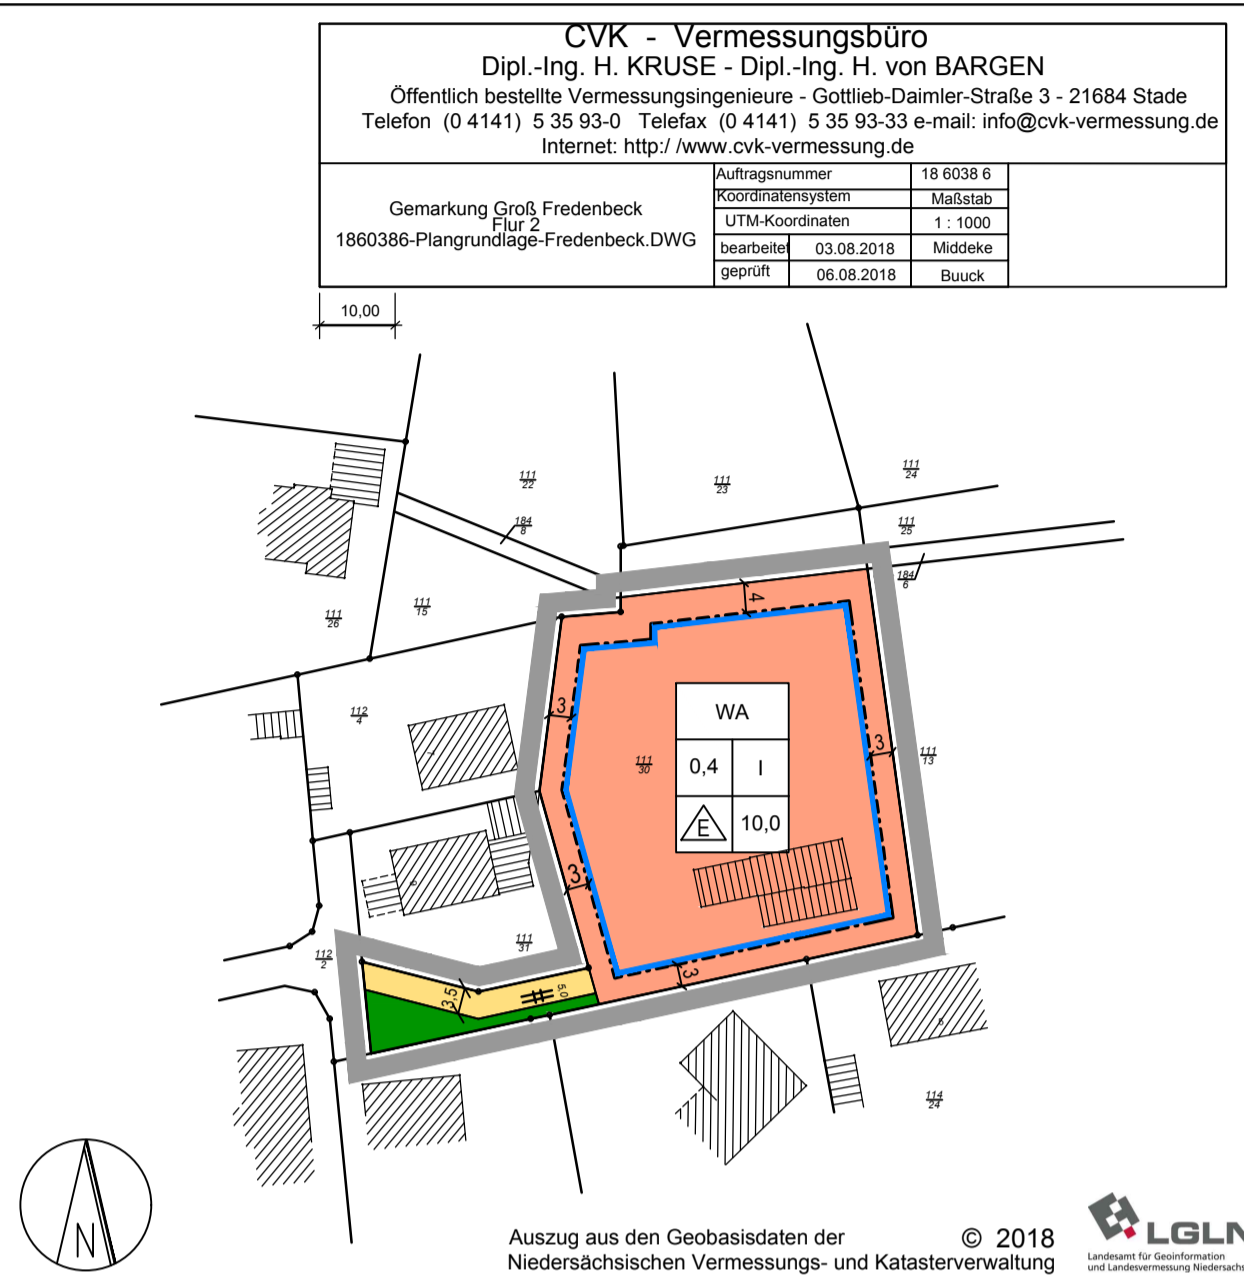 CVK - Vermessungsbüro
Dipl.-Ing. H. KRUSE - Dipl.-Ing. H. von BARGEN
Öffentlich bestellte Vermessungsingenieure - Gottlieb-Daimler-Straße 3 - 21684 Stade
Telefon (0 4141) 5 35 93-0 Telefax (0 4141) 5 35 93-33 e-mail: info@cvk-vermessung.de
Internet: http:/ /www.cvk-vermessung.de
Gemarkung Groß Fredenbeck
Flur 2
1860386-Plangrundlage-Fredenbeck.DWG
Auftragsnummer 18 6038 6
Koordinatensystem Maßstab
UTM-Koordinaten 1 : 1000
bearbeitet 03.08.2018 Middeke
geprüft 06.08.2018 Buuck
10,00
111
24
111
22
111
23
184
8
111
25
184
6
111
26
111
15
4
112
4
3
3
111
13
111
30
WA
0,4 I
E 10,0
3
111
31
112
2
3
3,5
5,0
114
24
N
Auszug aus den Geobasisdaten der
Niedersächsischen Vermessungs- und Katasterverwaltung
© 2018
LGLN
Landesamt für Geoinformation
und Landesvermessung Niedersachs